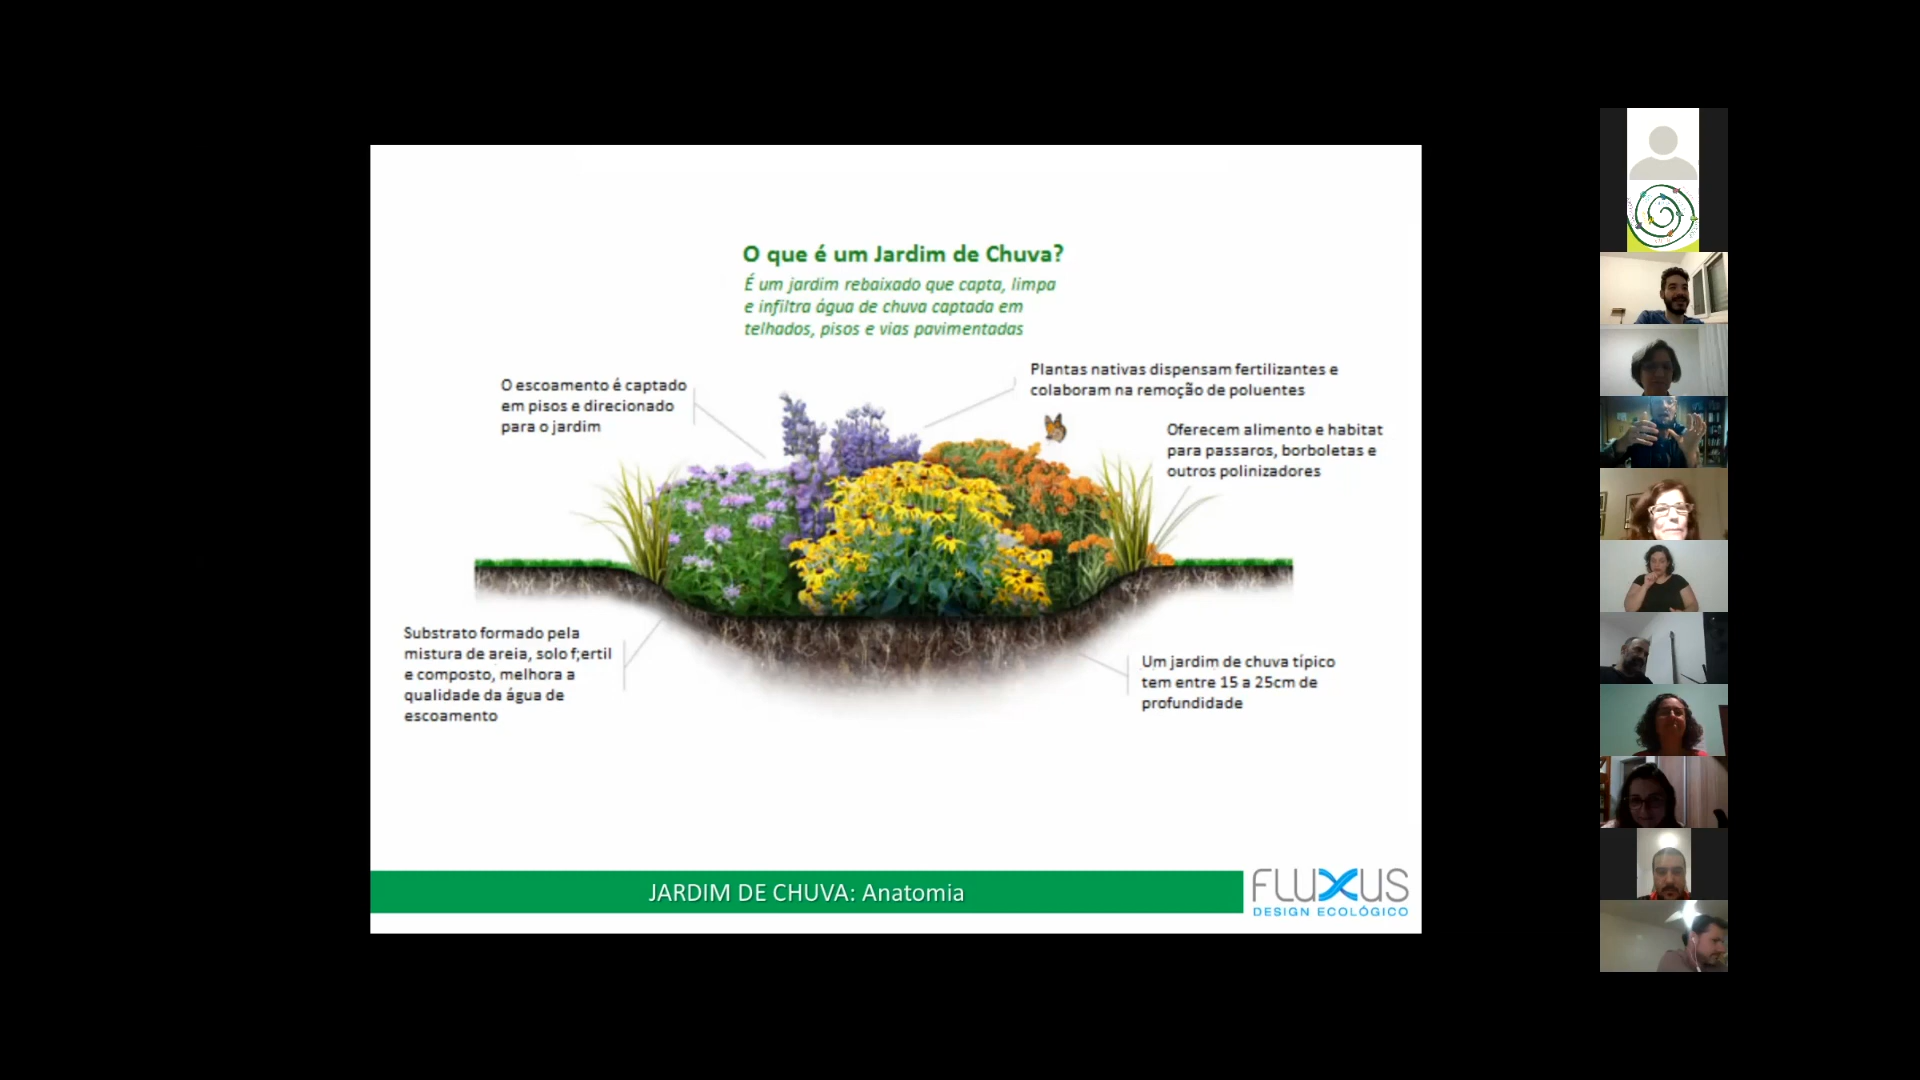 O que é um Jardim de Chuva?
É um jardim rebaixado que capta, limpa
e infiltra água de chuva captada em
telhados, pisos e vias pavimentadas
O escoamento é captado
em pisos e direcionado
para o jardim
Plantas nativas dispensam fertilizantes e
colaboram na remoção de poluentes
Oferecem alimento e habitat
para passaros, borboletas e
outros polinizadores
Substrato formado pela
mistura de areia, solo f;ertil
e composto, melhora a
qualidade da água de
escoamento
Um jardim de chuva típico
tem entre 15 a 25cm de
profundidade
JARDIM DE CHUVA: Anatomia
FLUXUS
DESIGN ECOLÓGICO